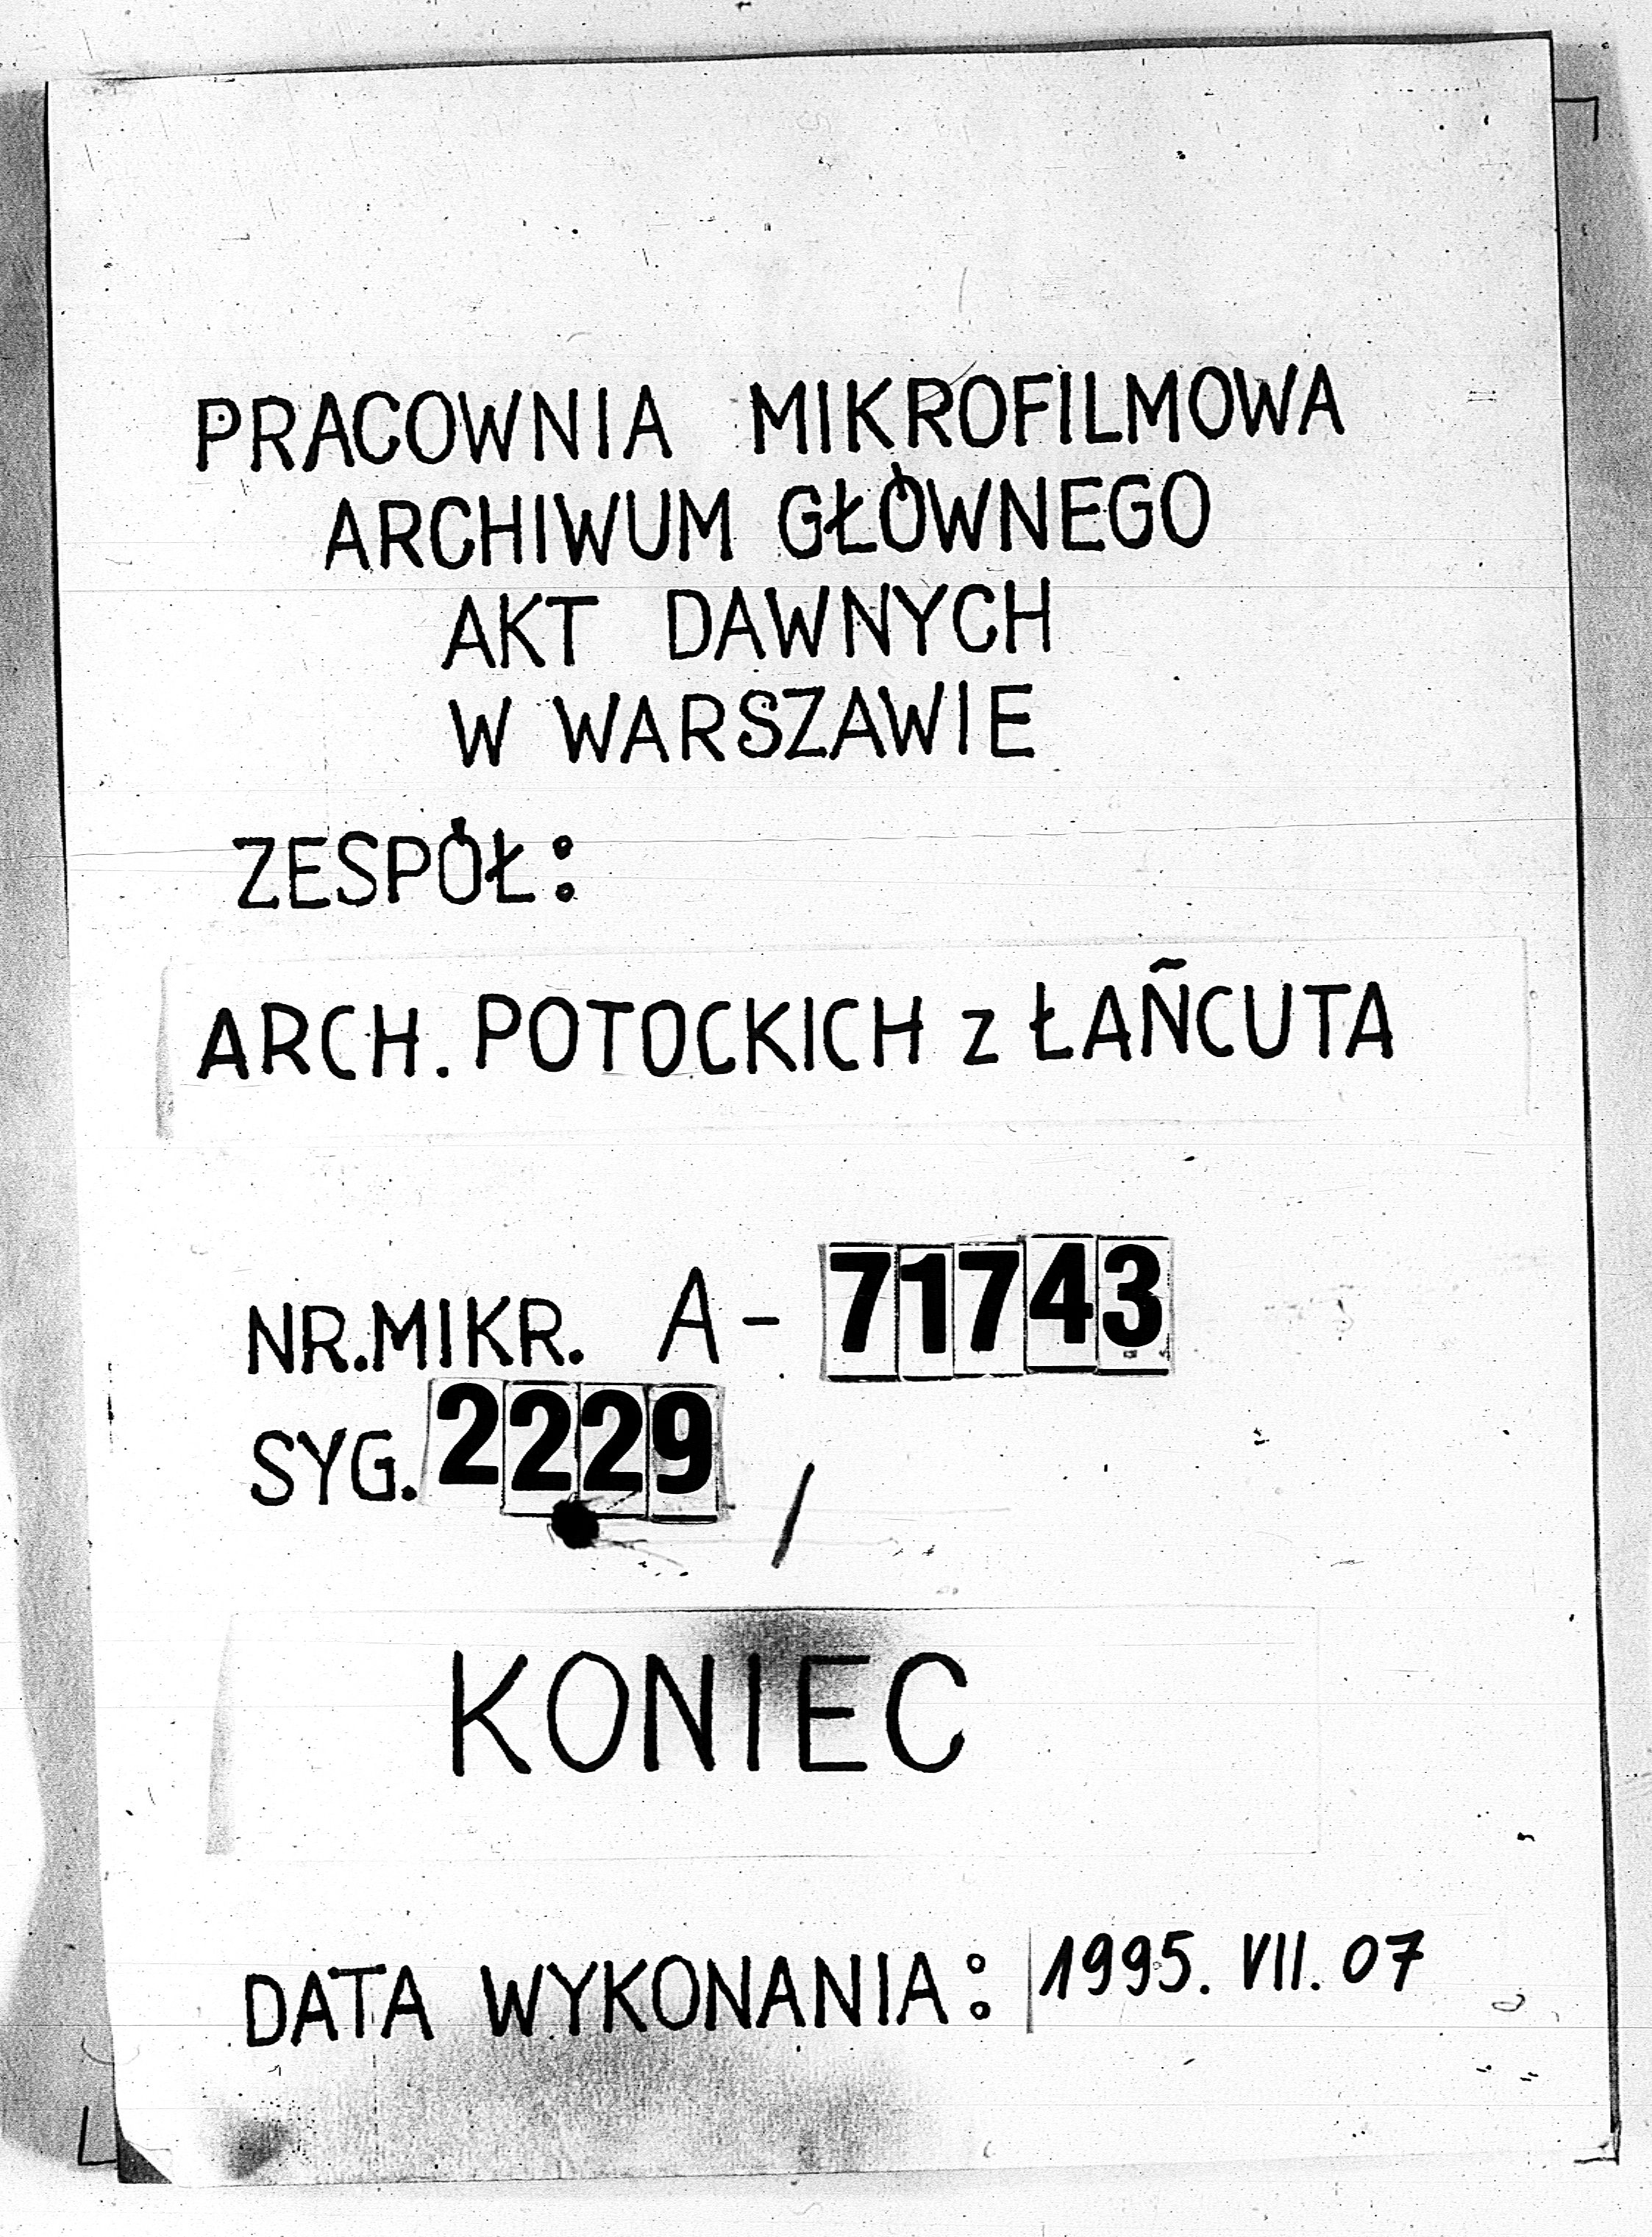 PRACOWNIA MIKROFILMOWA
ARCHIWUM GŁÓWNEGO
AKT DAWNYCH
W WARSZAWIE
ZESPÓŁ:
ARCH. POTOCKICH z ŁAŃCUTA
NR.MIKR. A- 71743
SYG. 2229 /
KONIEC
DATA WYKONANIA: 1995. VII. 07